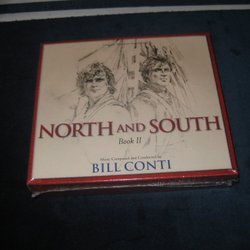 NORTH AND SOUTH
Book II
Music Composed and Conducted by
BILL CONTI